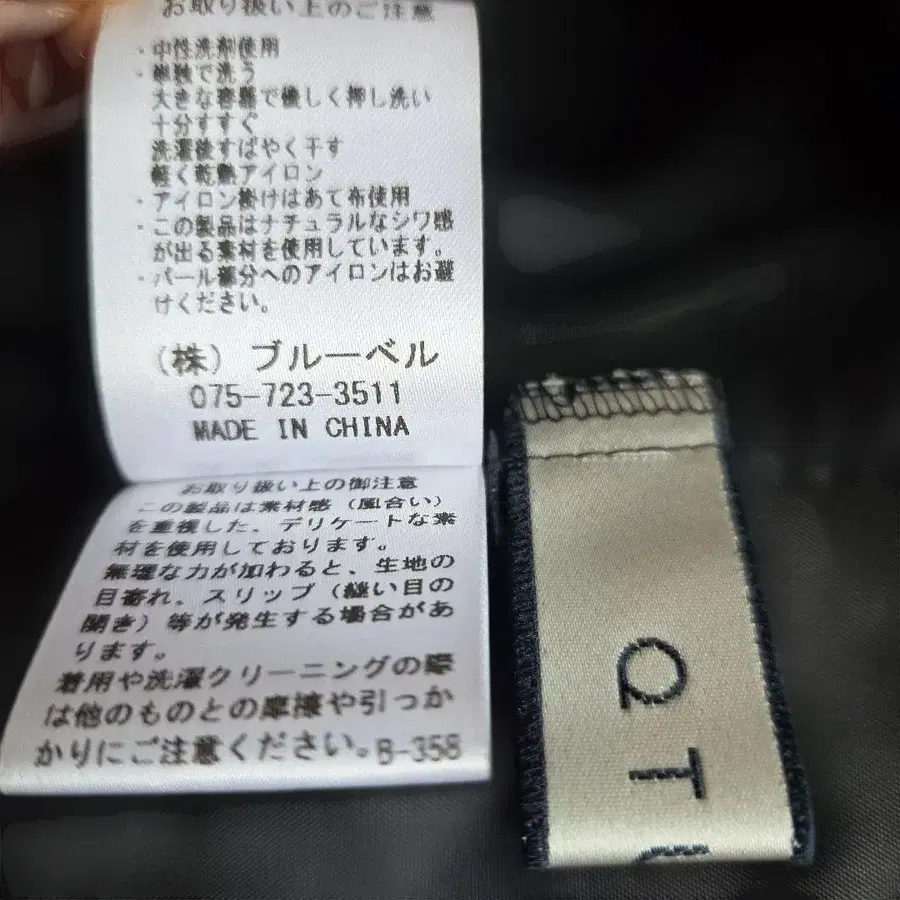 お取り扱い上のご注意
・中性洗剤使用
・単独で洗う
大きな容器で優しく押し洗い
十分すすぐ
洗濯後すばやく干す
軽く乾熱アイロン
・アイロン掛けはあて布使用
・この製品はナチュラルなシワ感
が出る素材を使用しています。
・パール部分へのアイロンはお避
けください。
(株) ブルーベル
075-723-3511
MADE IN CHINA
お取り扱い上の御注意
この製品は素材感(風合い)
を重視した、デリケートな素
材を使用しております。
無理な力が加わると、生地の
目寄れ、スリップ(縫い目の
開き)等が発生する場合があ
ります。
着用や洗濯クリーニングの際
は他のものとの摩擦や引っか
かりにご注意ください。B-358
QT